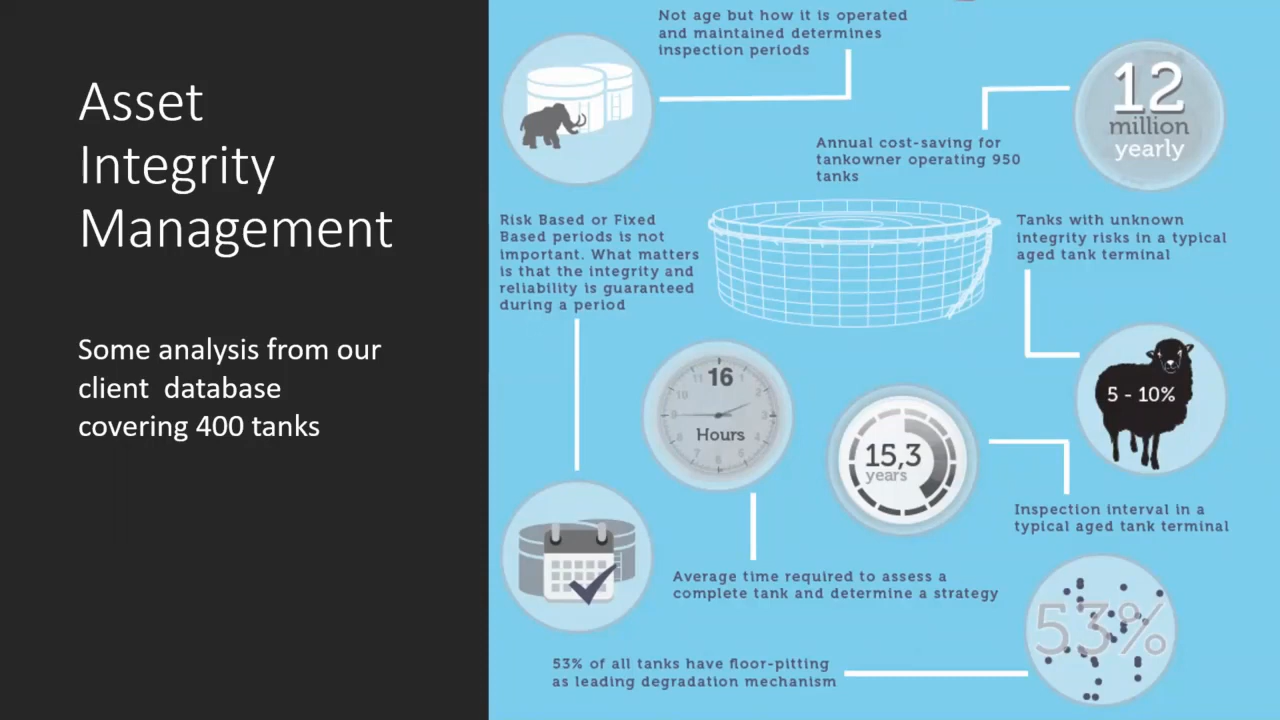 Asset
Integrity
Management
Some analysis from our
client database
covering 400 tanks
Not age but how it is operated
and maintained determines
inspection periods
12
million
yearly
Annual cost-saving for
tankowner operating 950
tanks
Risk Based or Fixed
Based periods is not
important. What matters
is that the integrity and
reliability is guaranteed
during a period
Tanks with unknown
integrity risks in a typical
aged tank terminal
5 - 10%
16
Hours
15,3
years
Inspection interval in a
typical aged tank terminal
Average time required to assess a
complete tank and determine a strategy
53%
53% of all tanks have floor-pitting
as leading degradation mechanism